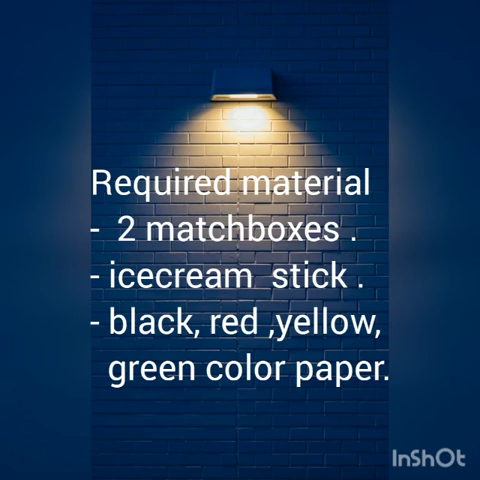 Required material
- 2 matchboxes .
- icecream stick .
- black, red ,yellow,
green color paper.
InShOt